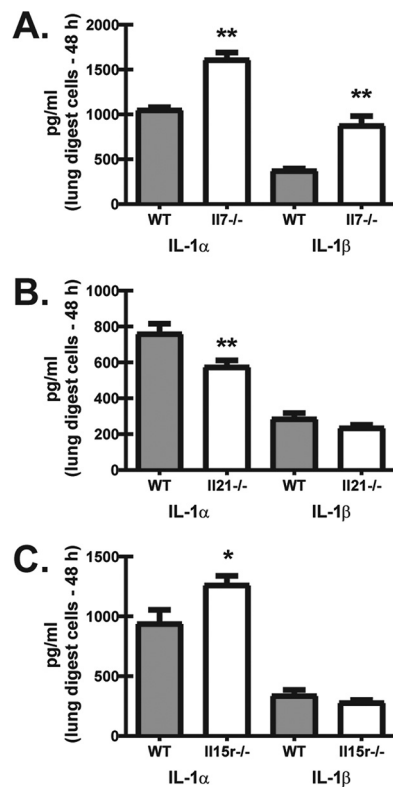 A.
pg/ml
(lung digest cells - 48 h)
2000
1500
1000
500
0
**
**
WT
Il7-/-
WT
Il7-/-
IL-1α
IL-1β
B.
pg/ml
(lung digest cells - 48 h)
1000
800
600
400
200
0
**
WT
Il21-/-
WT
Il21-/-
IL-1α
IL-1β
C.
pg/ml
(lung digest cells - 48 h)
1500
1000
500
0
*
WT
Il15r-/-
WT
Il15r-/-
IL-1α
IL-1β